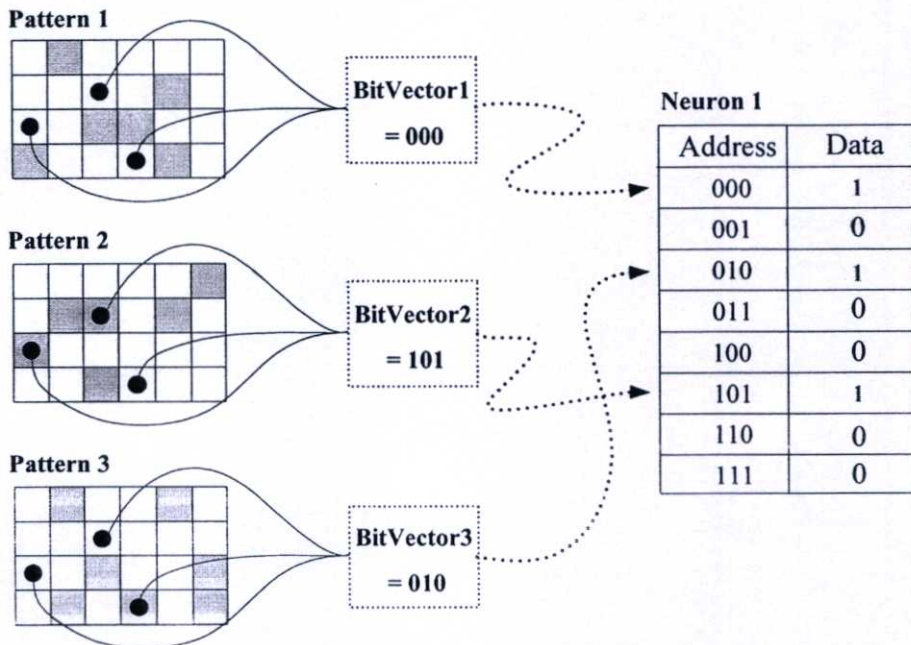 Pattern 1
BitVector1
= 000
Pattern 2
BitVector2
= 101
Pattern 3
BitVector3
= 010
Neuron 1
Address Data
000 1
001 0
010 1
011 0
100 0
101 1
110 0
111 0